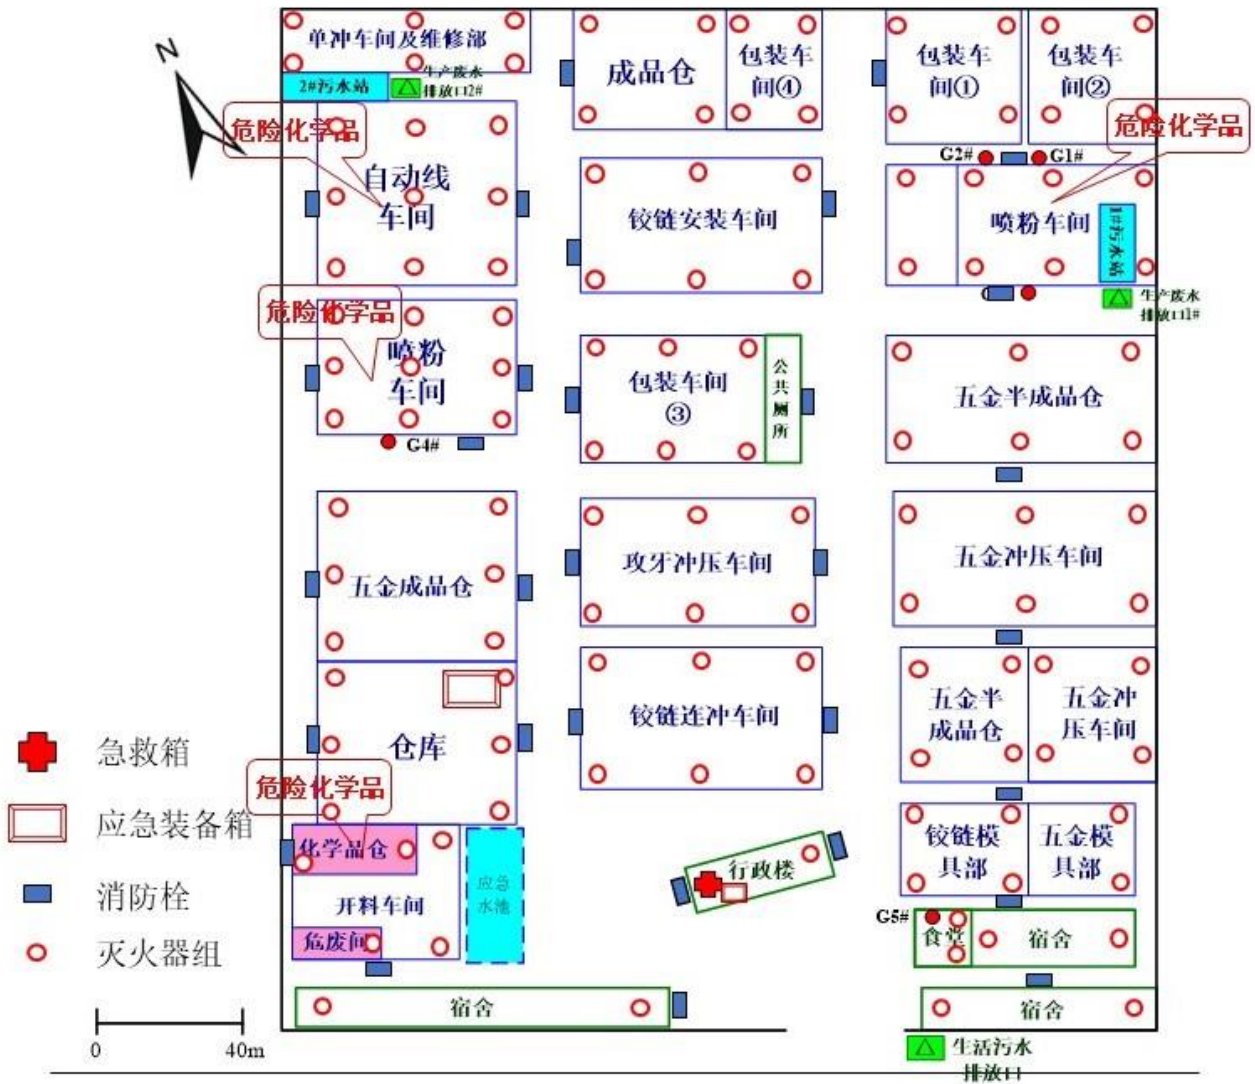 N
单冲车间及维修部
2#污水站
生产废水
排放口2#
成品仓
包装车
间④
包装车
间①
包装车
间②
危险化学品
自动线
车间
铰链安装车间
危险化学品
G2#
G1#
喷粉车间
1#污水站
生产废水
排放口1#
危险化学品
喷粉
车间
G4#
包装车间
③
公共厕所
五金半成品仓
五金成品仓
攻牙冲压车间
五金冲压车间
仓库
铰链连冲车间
五金半
成品仓
五金冲
压车间
危险化学品
化学品仓
开料车间
危废间
应急
水池
行政楼
铰链模
具部
五金模
具部
G5#
食堂
宿舍
宿舍
宿舍
生活污水
排放口
急救箱
应急装备箱
消防栓
灭火器组
0
40m